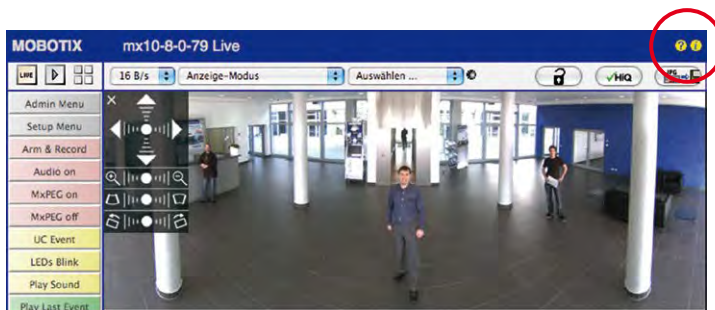 MOBOTIX mx10-8-0-79 Live ? i
LIVE 16 B/s Anzeige-Modus Auswählen ... HiQ
Admin Menu
Setup Menu
Arm & Record
Audio on
MxPEG on
MxPEG off
UC Event
LEDs Blink
Play Sound
Play Last Event